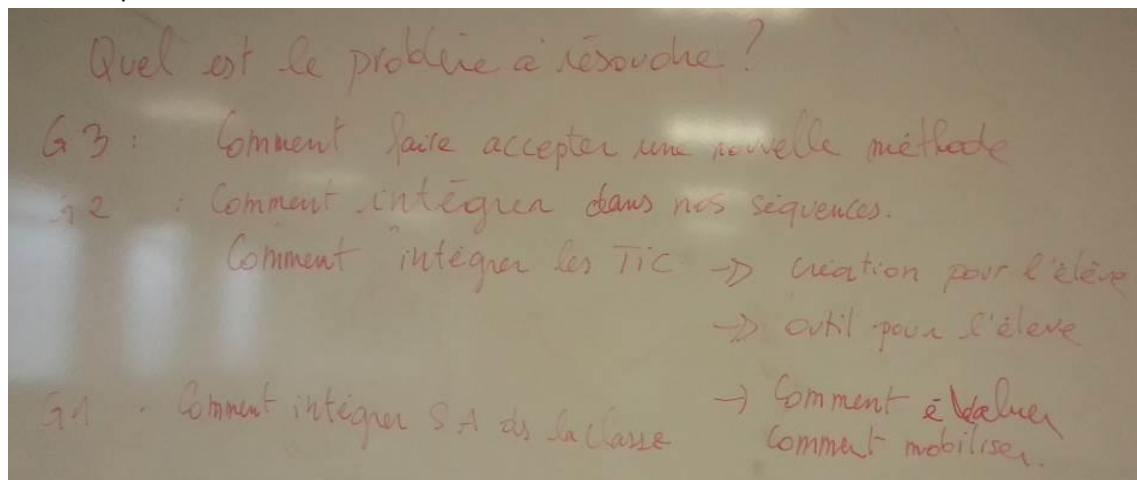 Quel est le problème à résoudre ?
G3 : Comment faire accepter une nouvelle méthode
G2 : Comment intégrer dans nos séquences.
Comment intégrer les TIC → création pour l'élève
→ outil pour l'élève
G1 . Comment intégrer SA ds la classe → Comment évaluer
Comment mobiliser.